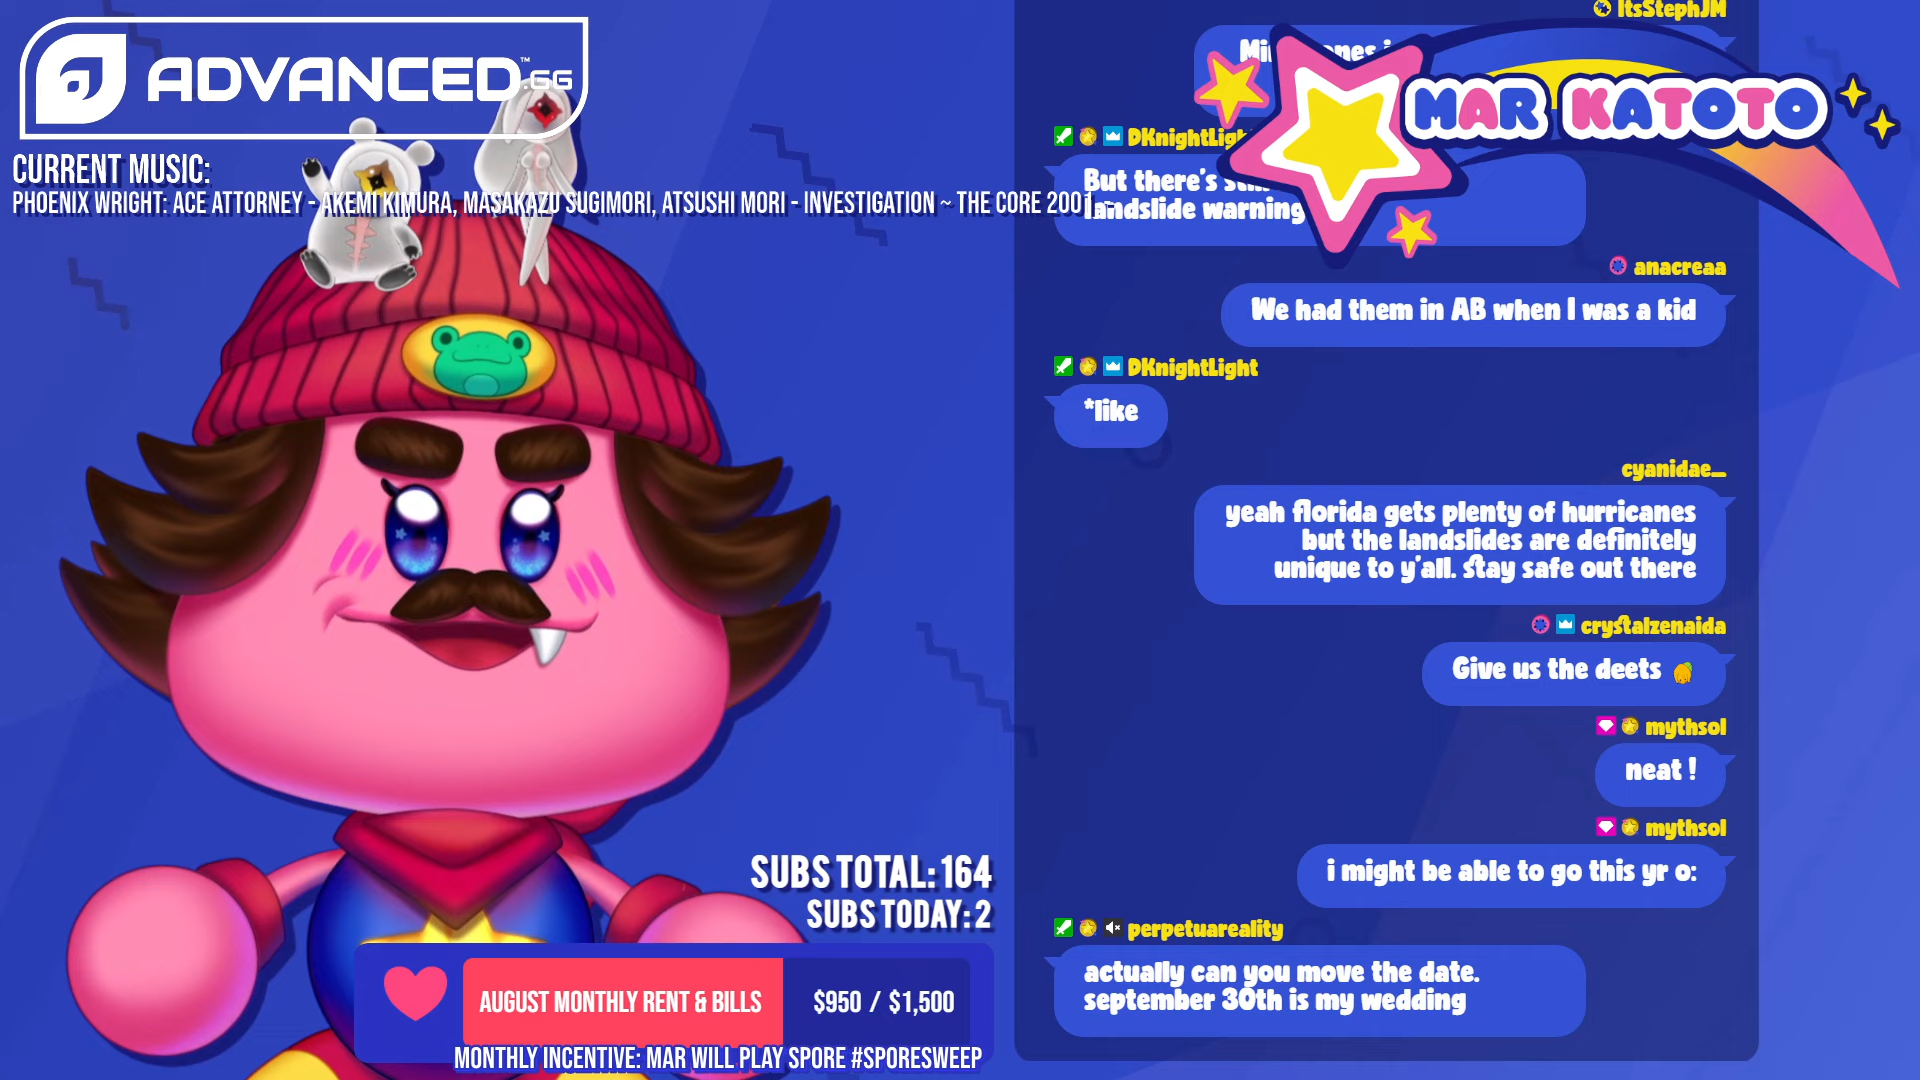 ADVANCED™.GG
CURRENT MUSIC:
PHOENIX WRIGHT: ACE ATTORNEY - AKEMI KIMURA, MASAKAZU SUGIMORI, ATSUSHI MORI - INVESTIGATION ~ THE CORE 2001
ItsStephJM
MAR KATOTO
DKnightLight
But there's still
landslide warning
anacreaa
We had them in AB when I was a kid
DKnightLight
*like
cyanidae_
yeah florida gets plenty of hurricanes
but the landslides are definitely
unique to y'all. stay safe out there
crystalzenaida
Give us the deets
mythsol
neat !
mythsol
i might be able to go this yr o:
perpetuareality
actually can you move the date.
september 30th is my wedding
SUBS TOTAL: 164
SUBS TODAY: 2
AUGUST MONTHLY RENT & BILLS
$950 / $1,500
MONTHLY INCENTIVE: MAR WILL PLAY SPORE #SPORESWEEP